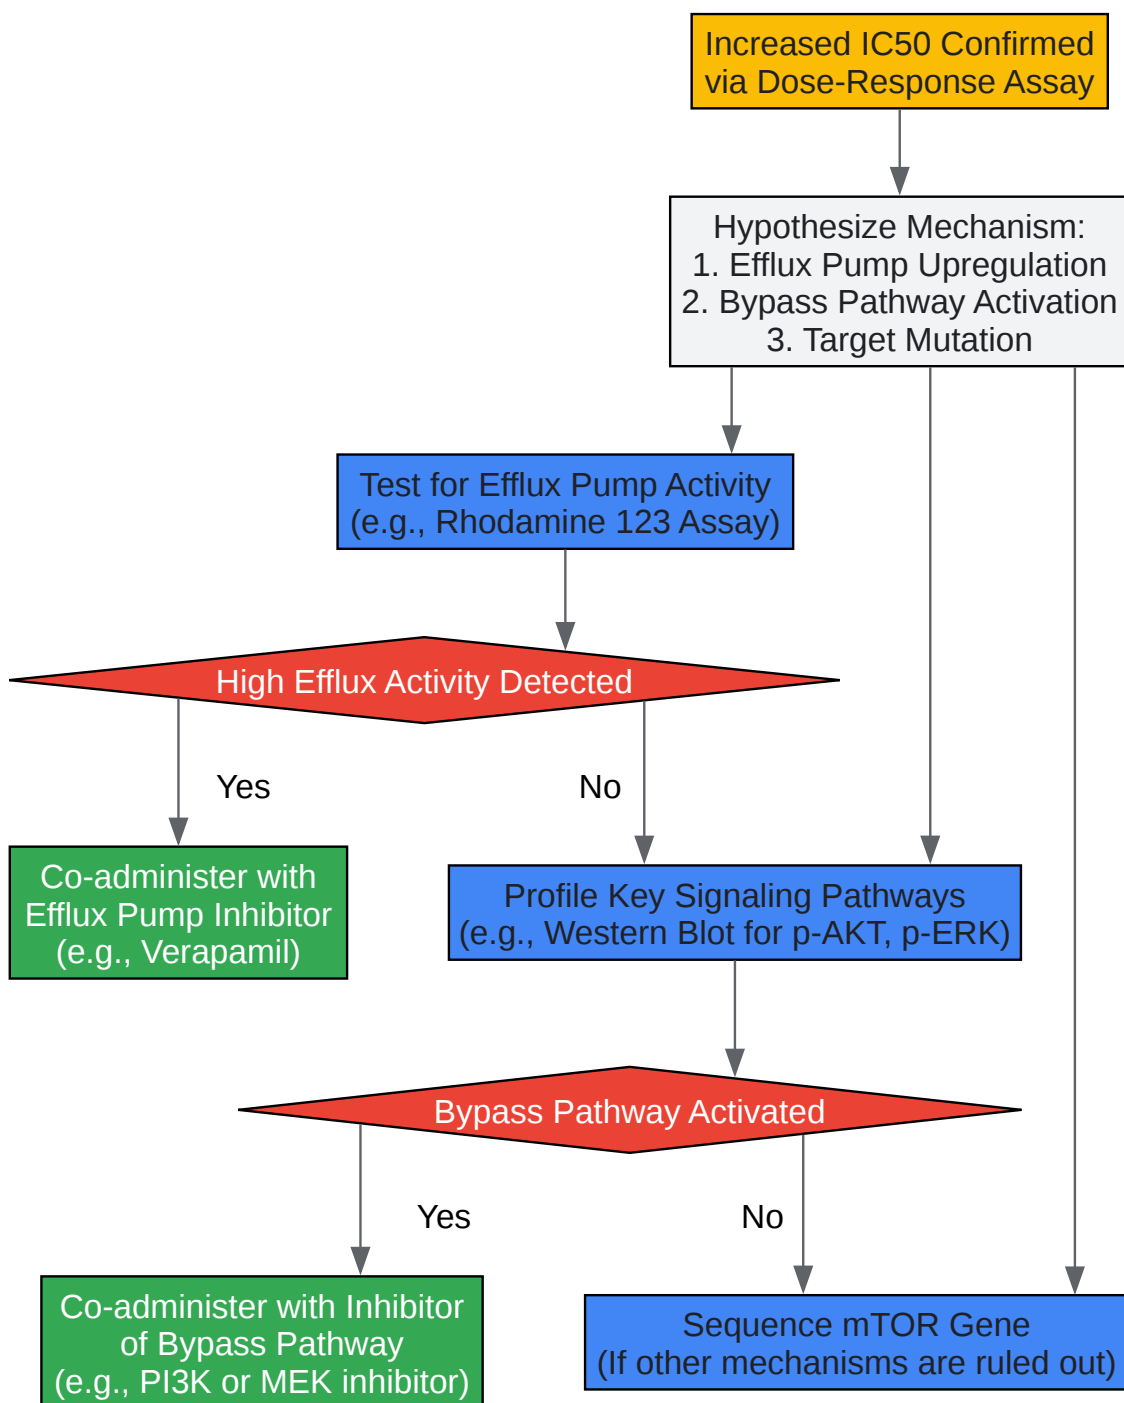 Increased IC50 Confirmed
via Dose-Response Assay
Hypothesize Mechanism:
1. Efflux Pump Upregulation
2. Bypass Pathway Activation
3. Target Mutation
Test for Efflux Pump Activity
(e.g., Rhodamine 123 Assay)
High Efflux Activity Detected
Yes
No
Co-administer with
Efflux Pump Inhibitor
(e.g., Verapamil)
Profile Key Signaling Pathways
(e.g., Western Blot for p-AKT, p-ERK)
Bypass Pathway Activated
Yes
No
Co-administer with Inhibitor
of Bypass Pathway
(e.g., PI3K or MEK inhibitor)
Sequence mTOR Gene
(If other mechanisms are ruled out)